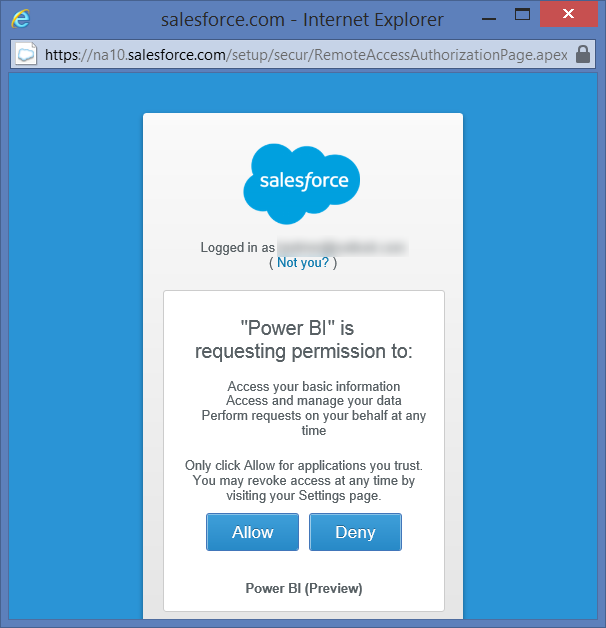 salesforce.com - Internet Explorer
https://na10.salesforce.com/setup/secur/RemoteAccessAuthorizationPage.apex
salesforce
Logged in as
( Not you? )
"Power BI" is
requesting permission to:
Access your basic information
Access and manage your data
Perform requests on your behalf at any
time
Only click Allow for applications you trust.
You may revoke access at any time by
visiting your Settings page.
Allow Deny
Power BI (Preview)